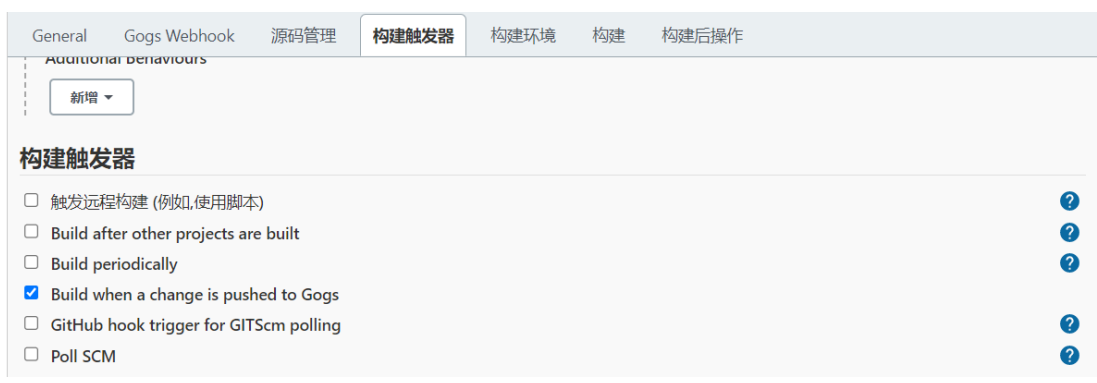 General Gogs Webhook 源码管理 构建触发器 构建环境 构建 构建后操作
Additional Behaviours
新增
构建触发器
触发远程构建 (例如,使用脚本)
Build after other projects are built
Build periodically
Build when a change is pushed to Gogs
GitHub hook trigger for GITScm polling
Poll SCM